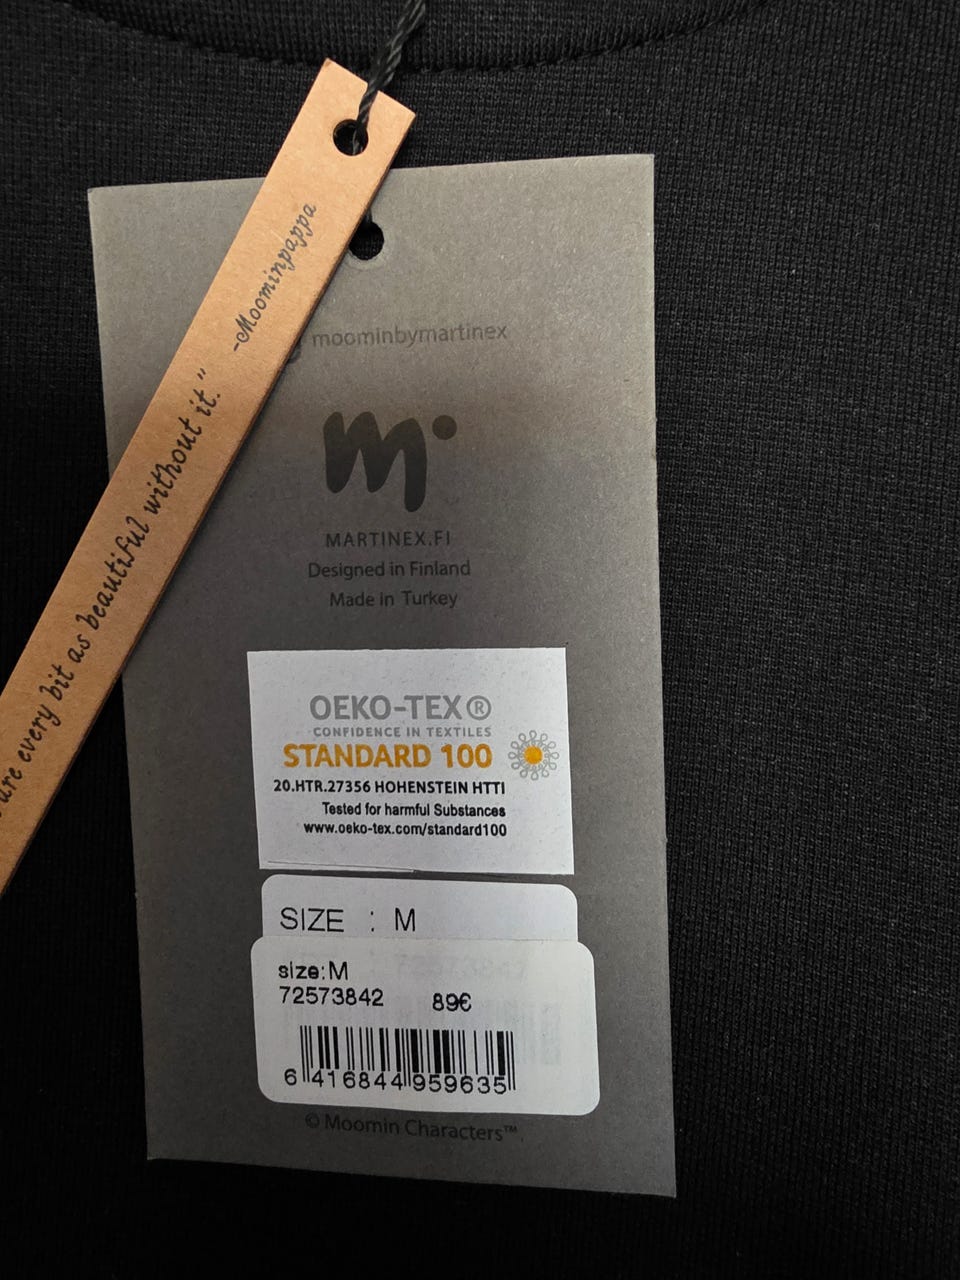 are every bit as beautiful without it."
-Moominpappa
moominbymartinex
m
MARTINEX.FI
Designed in Finland
Made in Turkey
OEKO-TEX®
CONFIDENCE IN TEXTILES
STANDARD 100
20.HTR.27356 HOHENSTEIN HTTI
Tested for harmful Substances
www.oeko-tex.com/standard100
SIZE : M
size:M
72573842 89€
6 416844 959635
© Moomin Characters™